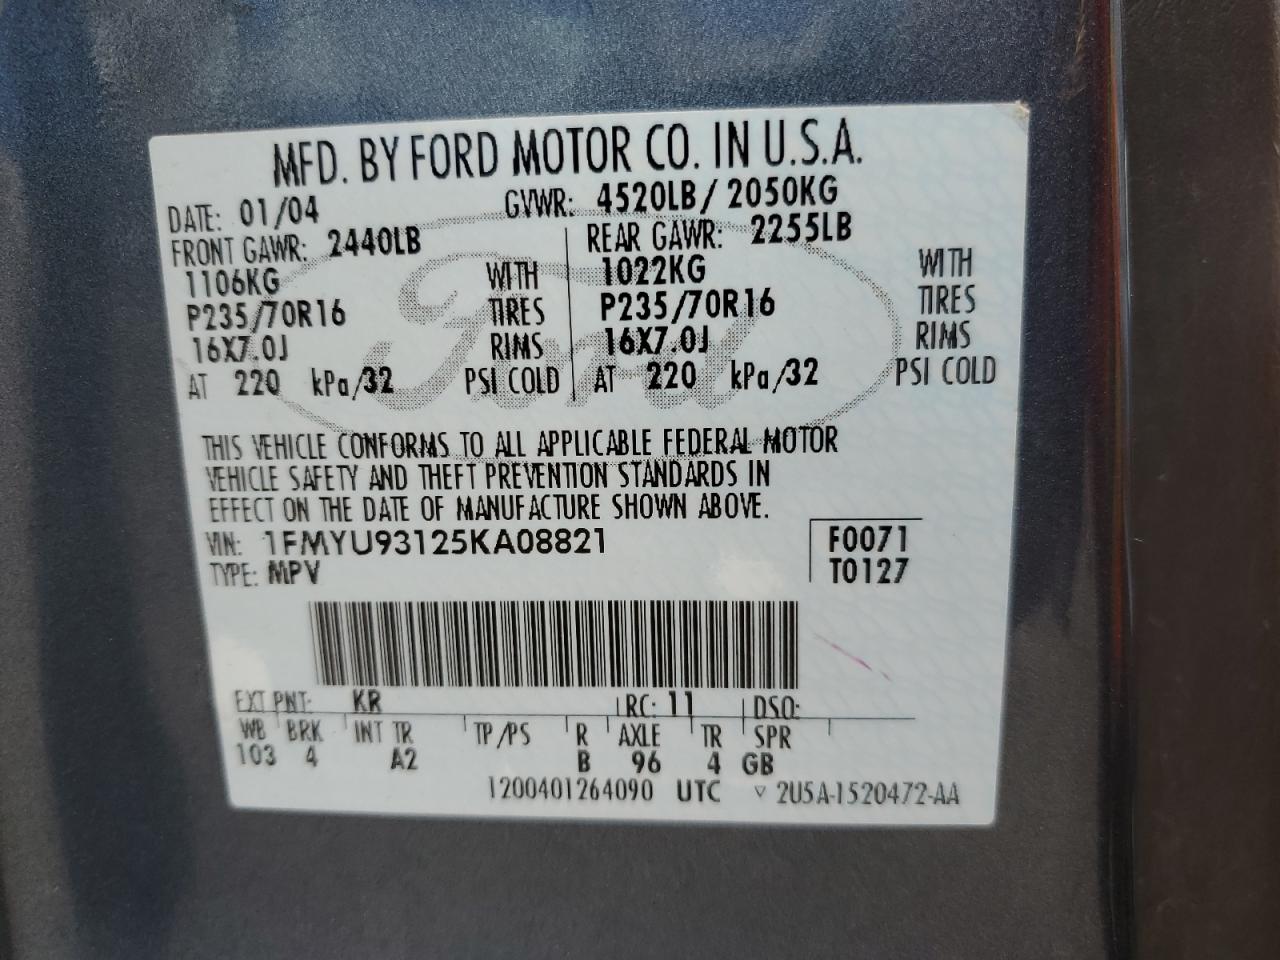 MFD. BY FORD MOTOR CO. IN U.S.A.
DATE: 01/04 GVWR: 4520LB/ 2050KG
FRONT GAWR: 2440LB REAR GAWR: 2255LB
1106KG WITH 1022KG WITH
P235/70R16 TIRES P235/70R16 TIRES
16X7.0J RIMS 16X7.0J RIMS
AT 220 kPa/32 PSI COLD AT 220 kPa/32 PSI COLD
Ford
THIS VEHICLE CONFORMS TO ALL APPLICABLE FEDERAL MOTOR
VEHICLE SAFETY AND THEFT PREVENTION STANDARDS IN
EFFECT ON THE DATE OF MANUFACTURE SHOWN ABOVE.
VIN: 1FMYU93125KA08821 F0071
TYPE: MPV T0127
EXT PNT: KR RC: 11 DSO:
WB BRK INT TR TP/PS R AXLE TR SPR
103 4 A2 B 96 4 GB
1200401264090 UTC ▽ 2U5A-1520472-AA